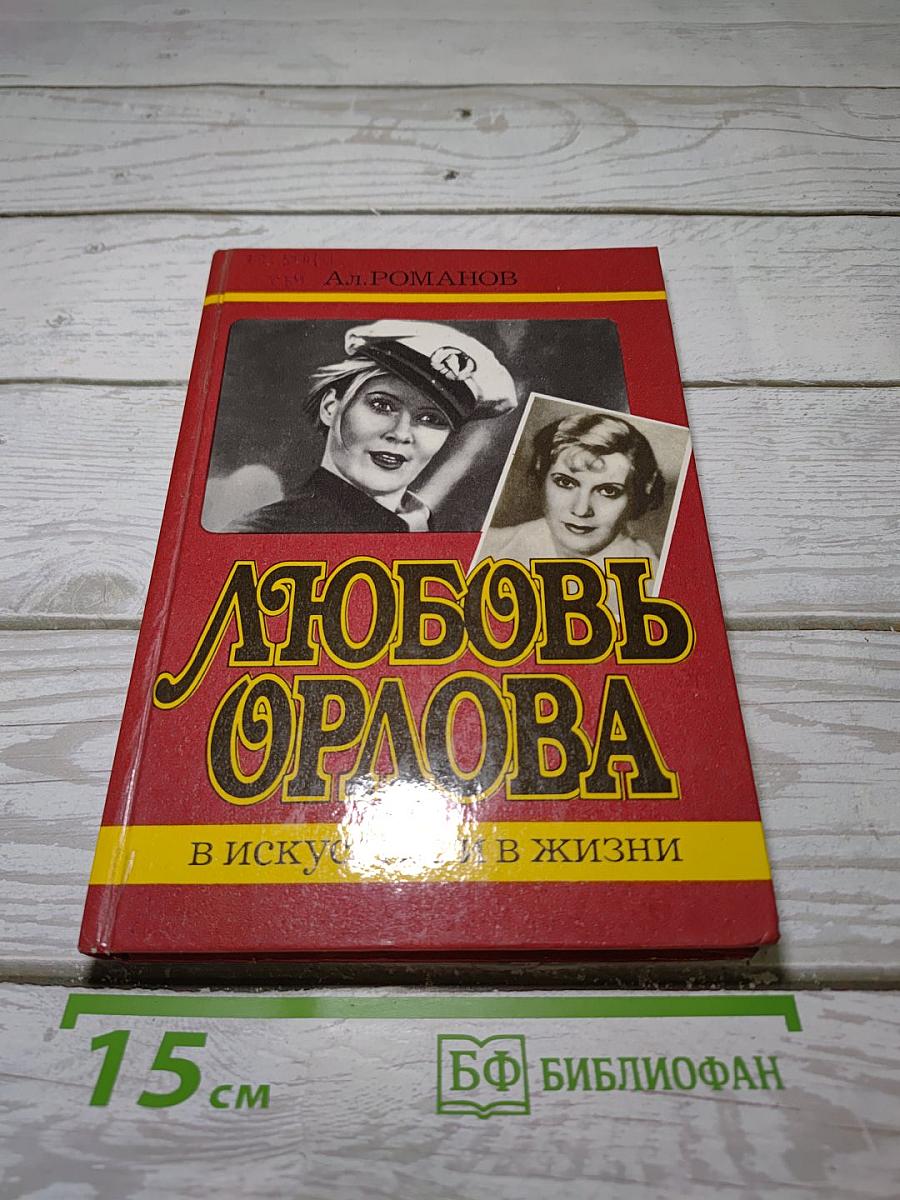 Ал.РОМАНОВ
ЛЮБОВЬ
ОРЛОВА
В ИСКУС И В ЖИЗНИ
15 см
БФ БИБЛИОФАН